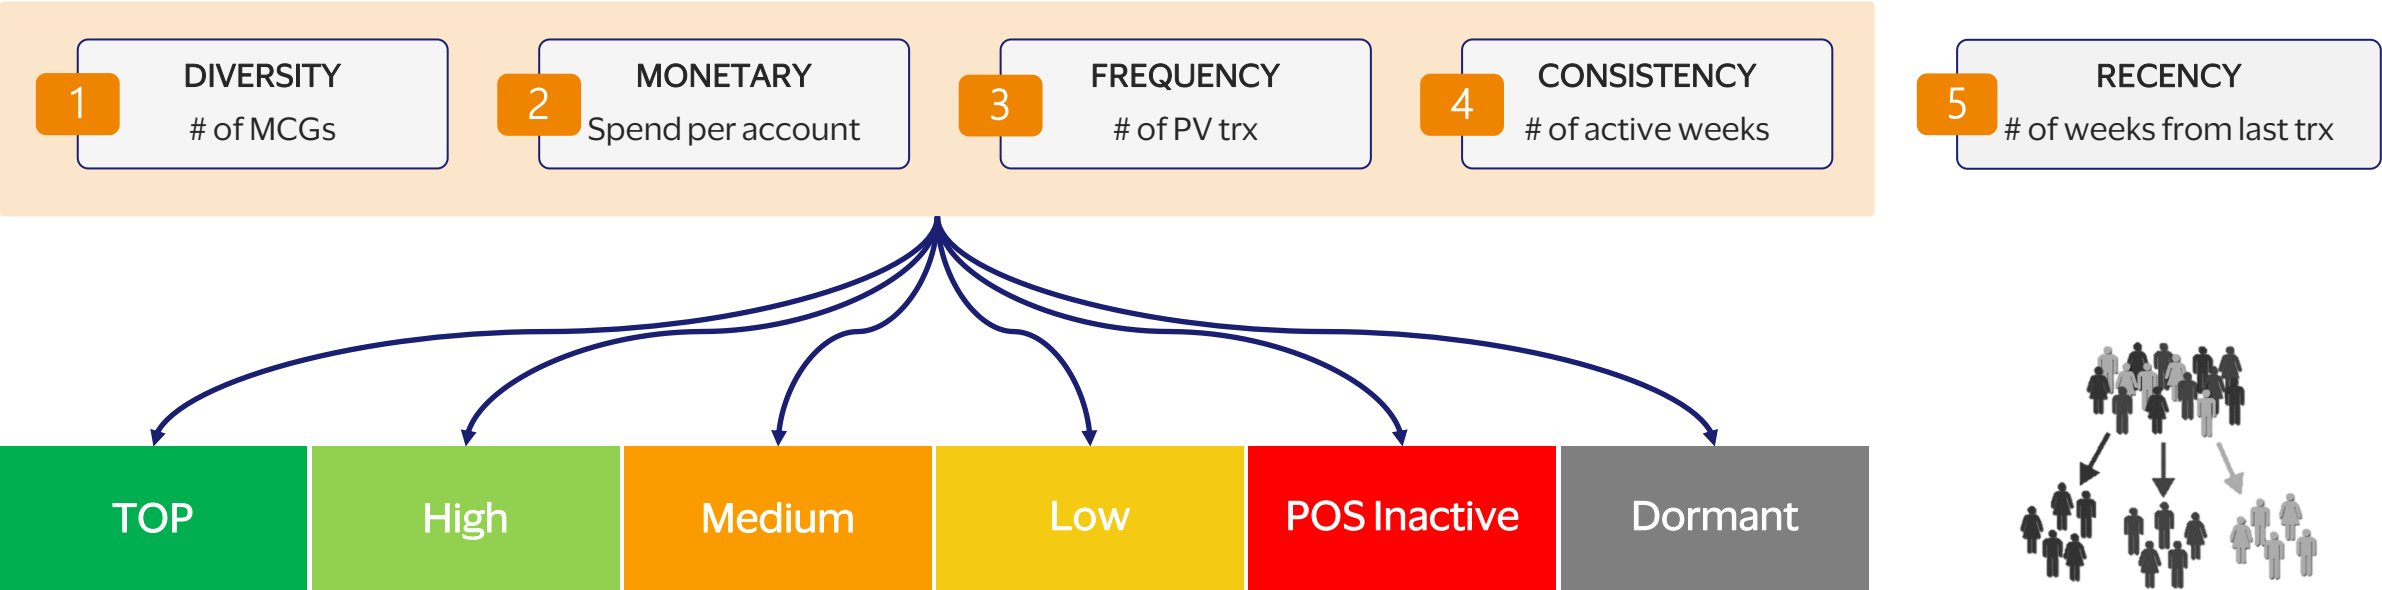 1
DIVERSITY
# of MCGs
2
MONETARY
Spend per account
3
FREQUENCY
# of PV trx
4
CONSISTENCY
# of active weeks
5
RECENCY
# of weeks from last trx
TOP
High
Medium
Low
POS Inactive
Dormant